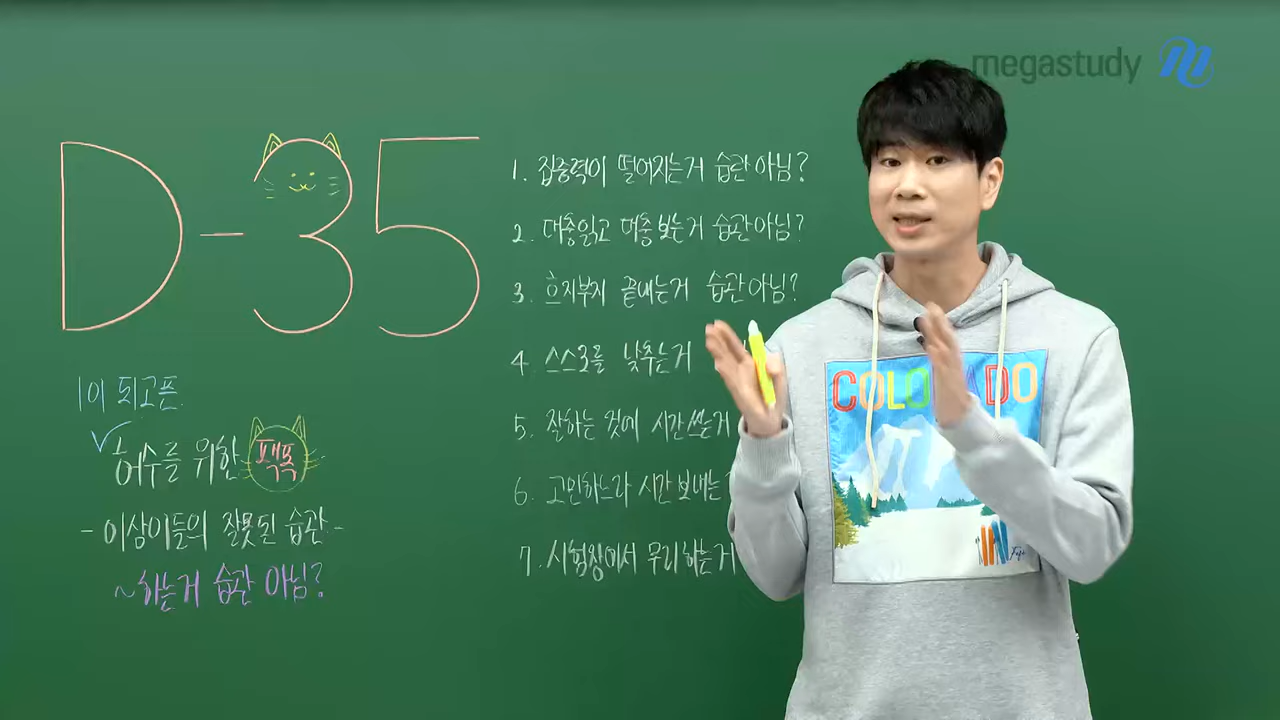 megastudy
D-35
1이 되고픈
허수를 위한 팩폭
- 이상이들의 잘못된 습관 -
~하는거 습관 아님?
1. 집중력이 떨어지는거 습관 아님?
2. 대충읽고 대충보는거 습관아님?
3. 흐지부지 끝내는거 습관아님?
4. 스스로를 낮추는거
5. 잘하는 것에 시간쓰는거
6. 고민하느라 시간 보내는
7. 시험장에서 무리하는거
COLORADO